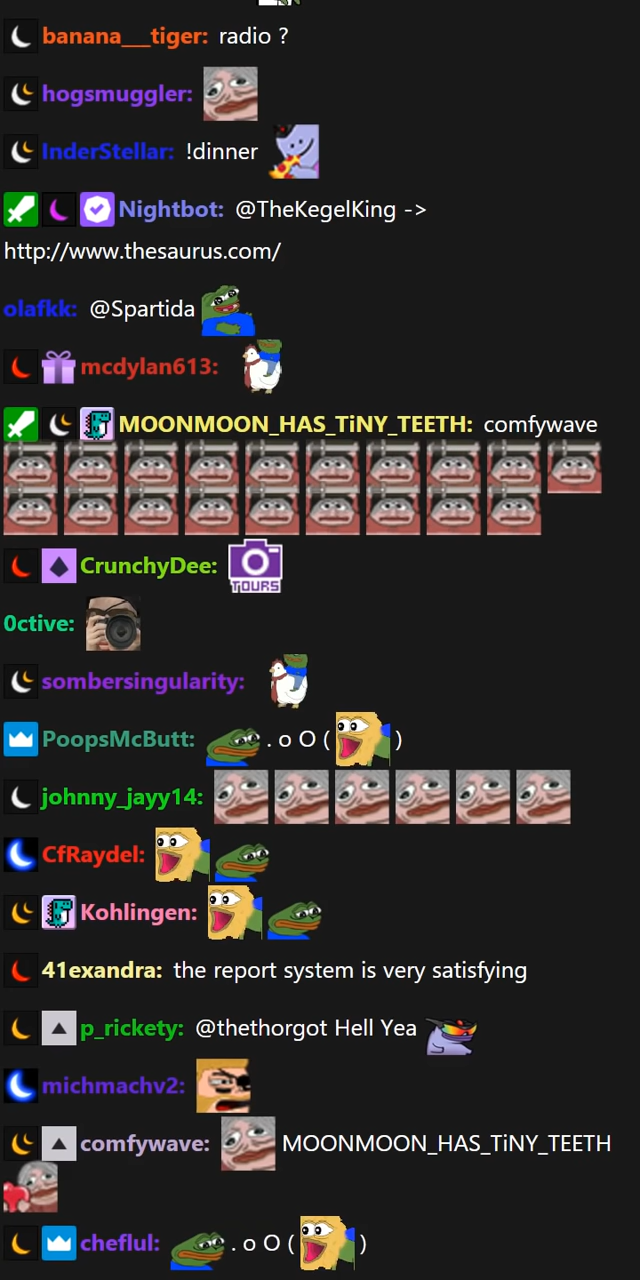 banana___tiger: radio ?
hogsmuggler:
InderStellar: !dinner
Nightbot: @TheKegelKing ->
http://www.thesaurus.com/
olafkk: @Spartida
mcdylan613:
MOONMOON_HAS_TiNY_TEETH: comfywave
CrunchyDee: TOURS
0ctive:
sombersingularity:
PoopsMcButt: . o O ( )
johnny_jayy14:
CfRaydel:
Kohlingen:
41exandra: the report system is very satisfying
p_rickety: @thethorgot Hell Yea
michmachv2:
comfywave: MOONMOON_HAS_TiNY_TEETH
cheflul: . o O ( )